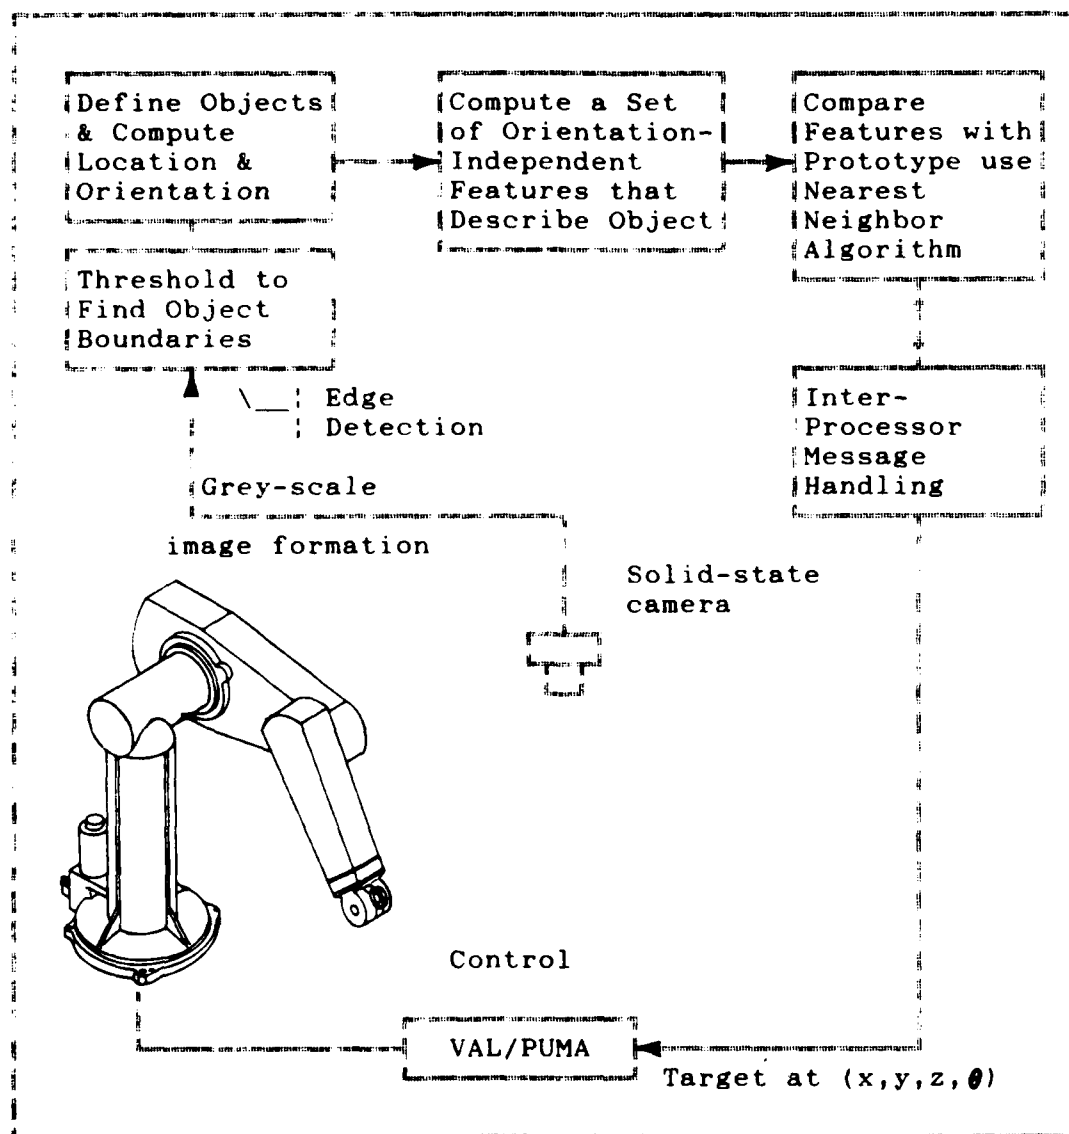 Define Objects
& Compute
Location &
Orientation
Compute a Set
of Orientation-
Independent
Features that
Describe Object
Compare
Features with
Prototype use
Nearest
Neighbor
Algorithm
Threshold to
Find Object
Boundaries
Edge
Detection
Inter-
Processor
Message
Handling
Grey-scale
image formation
Solid-state
camera
Control
VAL/PUMA
Target at (x,y,z,θ)